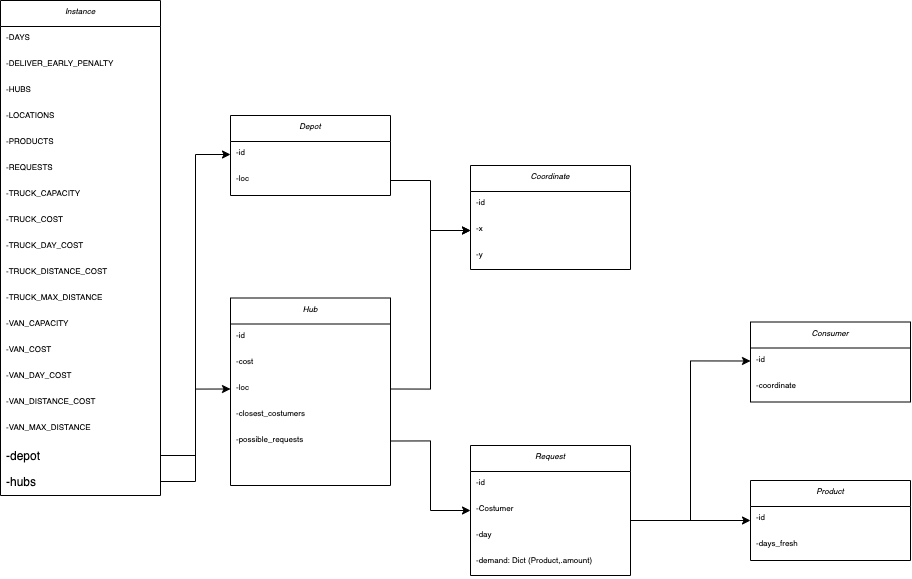 Instance
-DAYS
-DELIVER_EARLY_PENALTY
-HUBS
-LOCATIONS
-PRODUCTS
-REQUESTS
-TRUCK_CAPACITY
-TRUCK_COST
-TRUCK_DAY_COST
-TRUCK_DISTANCE_COST
-TRUCK_MAX_DISTANCE
-VAN_CAPACITY
-VAN_COST
-VAN_DAY_COST
-VAN_DISTANCE_COST
-VAN_MAX_DISTANCE
-depot
-hubs
Depot
-id
-loc
Hub
-id
-cost
-loc
-closest_costumers
-possible_requests
Coordinate
-id
-x
-y
Request
-id
-Costumer
-day
-demand: Dict (Product,.amount)
Consumer
-id
-coordinate
Product
-id
-days_fresh